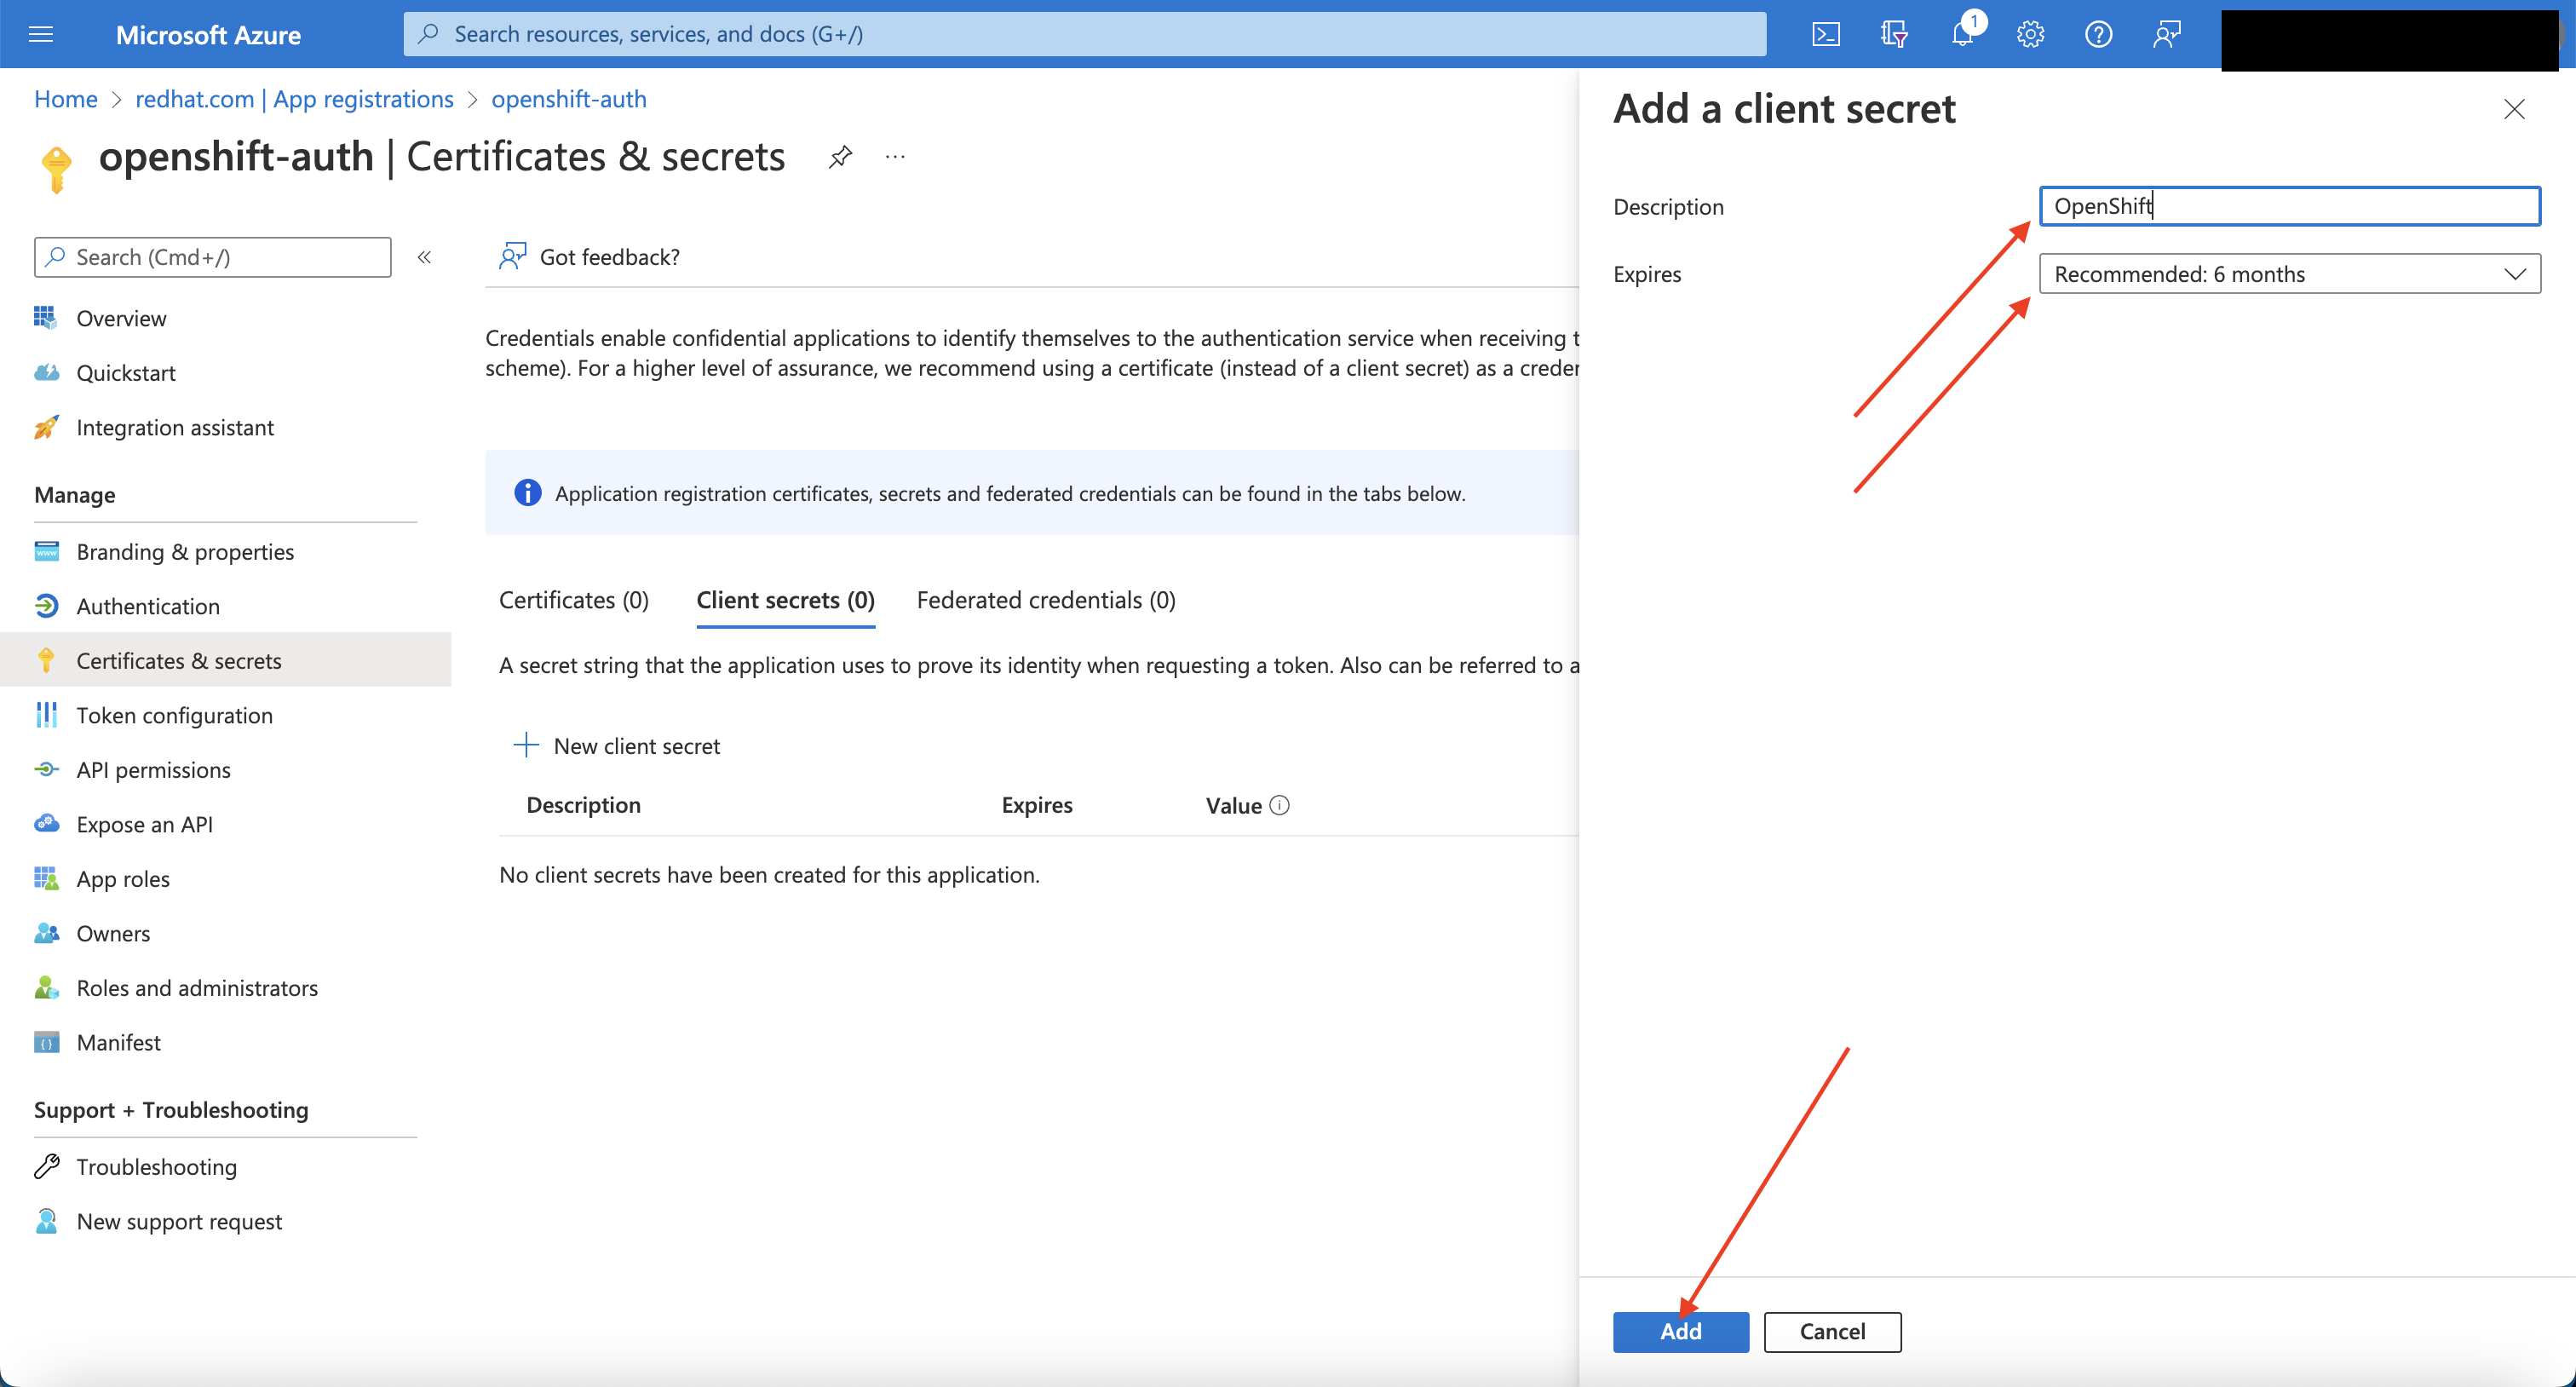 Microsoft Azure
Search resources, services, and docs (G+/)
1
Home > redhat.com | App registrations > openshift-auth
openshift-auth | Certificates & secrets
...
Search (Cmd+/)
«
Overview
Quickstart
Integration assistant
Manage
Branding & properties
Authentication
Certificates & secrets
Token configuration
API permissions
Expose an API
App roles
Owners
Roles and administrators
Manifest
Support + Troubleshooting
Troubleshooting
New support request
Got feedback?
Credentials enable confidential applications to identify themselves to the authentication service when receiving t
scheme). For a higher level of assurance, we recommend using a certificate (instead of a client secret) as a creder
Application registration certificates, secrets and federated credentials can be found in the tabs below.
Certificates (0) Client secrets (0) Federated credentials (0)
A secret string that the application uses to prove its identity when requesting a token. Also can be referred to a
New client secret
Description Expires Value
No client secrets have been created for this application.
Add a client secret
Description OpenShift
Expires Recommended: 6 months
Add Cancel